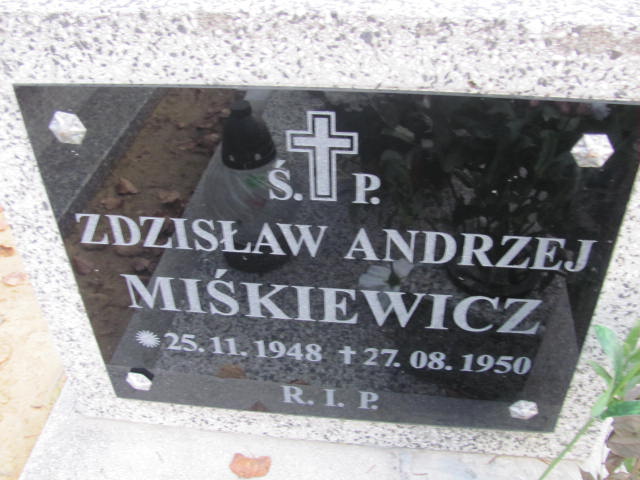 Ś. P.
ZDZISŁAW ANDRZEJ
MIŚKIEWICZ
25.11.1948 † 27.08.1950
R. I. P.